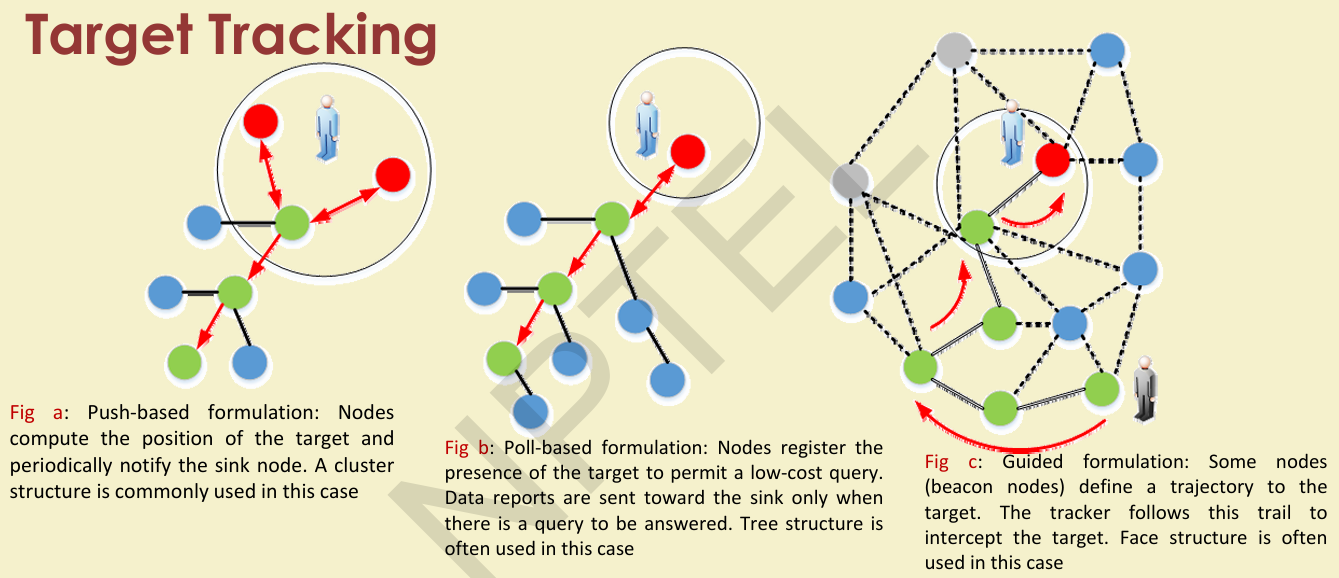 Target Tracking
Fig a: Push-based formulation: Nodes
compute the position of the target and
periodically notify the sink node. A cluster
structure is commonly used in this case
Fig b: Poll-based formulation: Nodes register the
presence of the target to permit a low-cost query.
Data reports are sent toward the sink only when
there is a query to be answered. Tree structure is
often used in this case
Fig c: Guided formulation: Some nodes
(beacon nodes) define a trajectory to the
target. The tracker follows this trail to
intercept the target. Face structure is often
used in this case
NPTEL